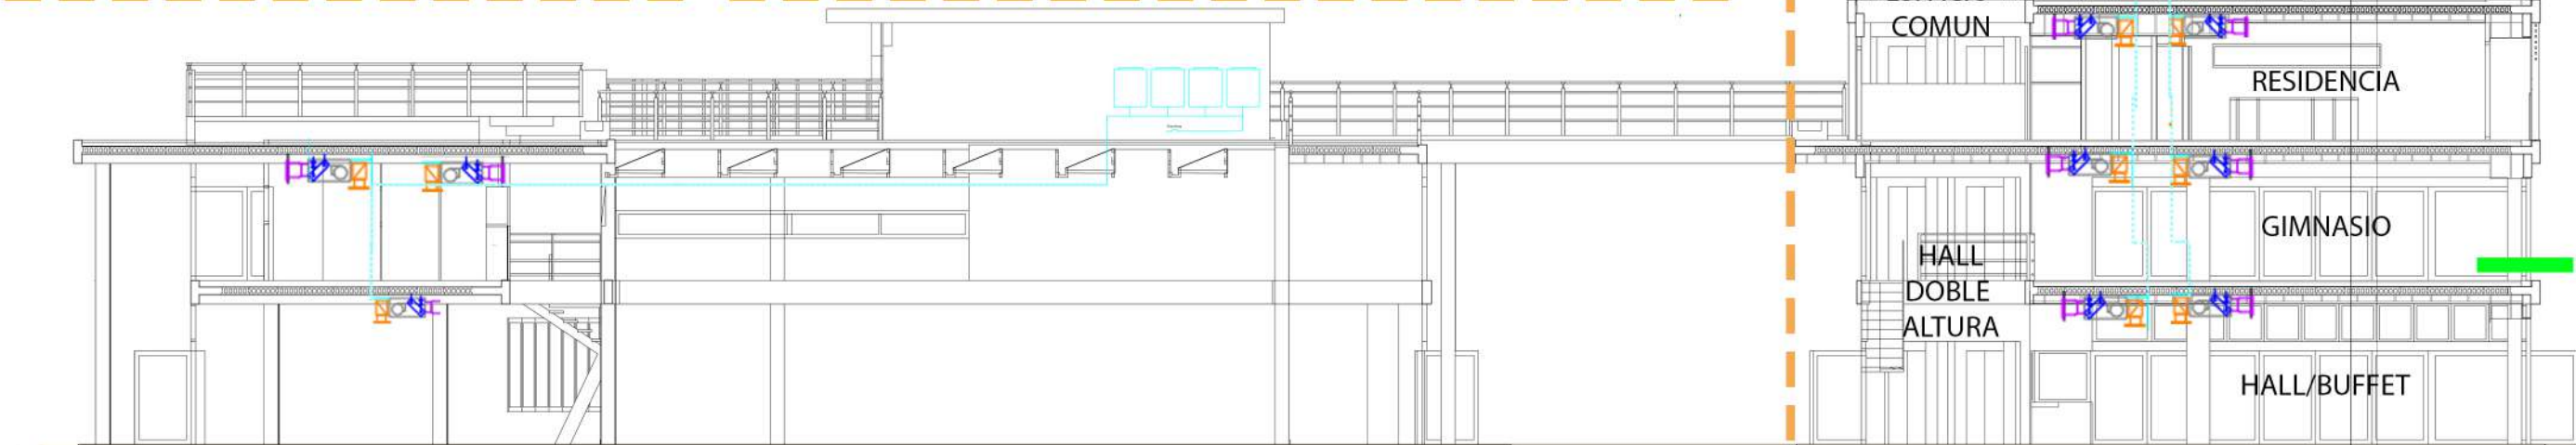 COMUN
RESIDENCIA
GIMNASIO
HALL
DOBLE
ALTURA
HALL/BUFFET